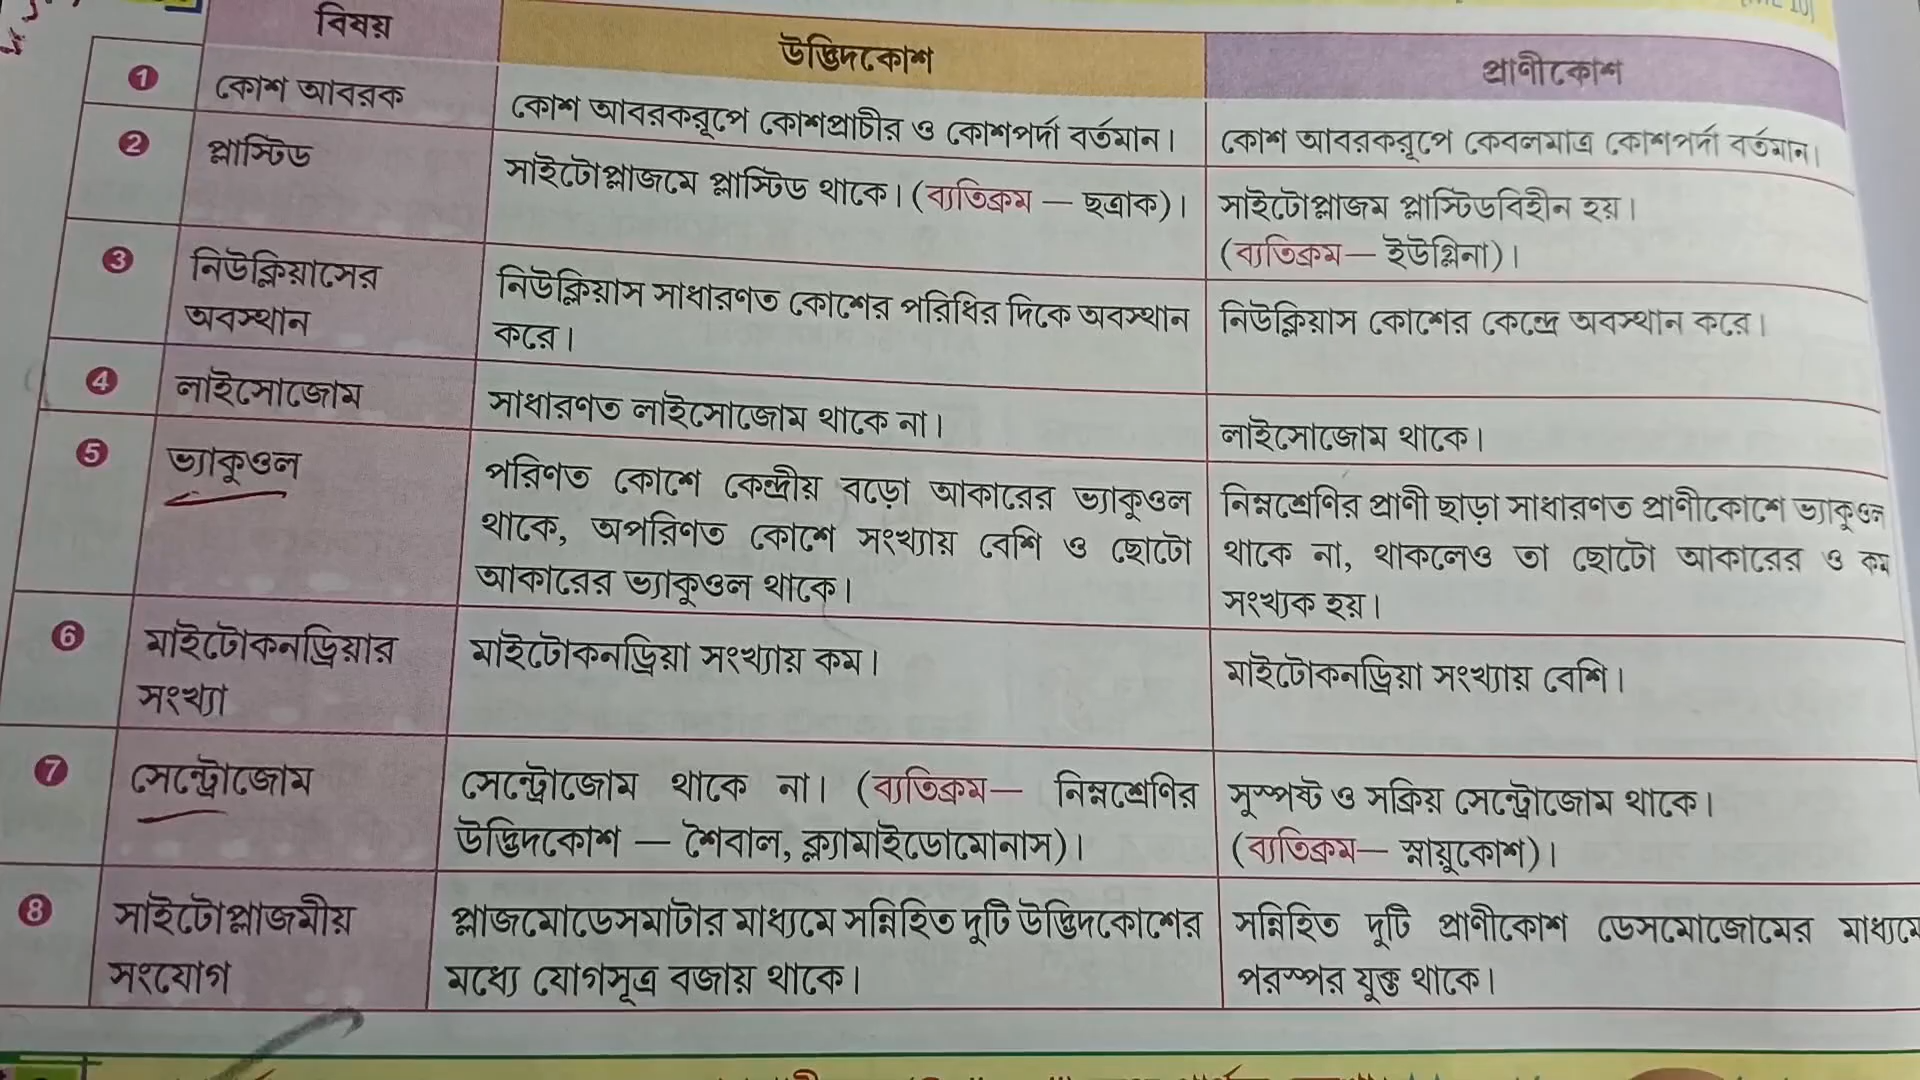 বিষয়
উদ্ভিদকোশ
প্রাণীকোশ
1
কোশ আবরক
কোশ আবরকরূপে কোশপ্রাচীর ও কোশপর্দা বর্তমান।
কোশ আবরকরূপে কেবলমাত্র কোশপর্দা বর্তমান।
2
প্লাস্টিড
সাইটোপ্লাজমে প্লাস্টিড থাকে। (ব্যতিক্রম — ছত্রাক)।
সাইটোপ্লাজম প্লাস্টিডবিহীন হয়।
(ব্যতিক্রম— ইউগ্লিনা)।
3
নিউক্লিয়াসের
অবস্থান
নিউক্লিয়াস সাধারণত কোশের পরিধির দিকে অবস্থান
করে।
নিউক্লিয়াস কোশের কেন্দ্রে অবস্থান করে।
4
লাইসোজোম
সাধারণত লাইসোজোম থাকে না।
লাইসোজোম থাকে।
5
ভ্যাকুওল
পরিণত কোশে কেন্দ্রীয় বড়ো আকারের ভ্যাকুওল
থাকে, অপরিণত কোশে সংখ্যায় বেশি ও ছোটো
আকারের ভ্যাকুওল থাকে।
নিম্নশ্রেণির প্রাণী ছাড়া সাধারণত প্রাণীকোশে ভ্যাকুওল
থাকে না, থাকলেও তা ছোটো আকারের ও কম
সংখ্যক হয়।
6
মাইটোকনড্রিয়ার
সংখ্যা
মাইটোকনড্রিয়া সংখ্যায় কম।
মাইটোকনড্রিয়া সংখ্যায় বেশি।
7
সেন্ট্রোজোম
সেন্ট্রোজোম থাকে না। (ব্যতিক্রম— নিম্নশ্রেণির
উদ্ভিদকোশ — শৈবাল, ক্ল্যামাইডোমোনাস)।
সুস্পষ্ট ও সক্রিয় সেন্ট্রোজোম থাকে।
(ব্যতিক্রম— স্নায়ুকোশ)।
8
সাইটোপ্লাজমীয়
সংযোগ
প্লাজমোডেসমাটার মাধ্যমে সন্নিহিত দুটি উদ্ভিদকোশের
মধ্যে যোগসূত্র বজায় থাকে।
সন্নিহিত দুটি প্রাণীকোশ ডেসমোজোমের মাধ্যমে
পরস্পর যুক্ত থাকে।